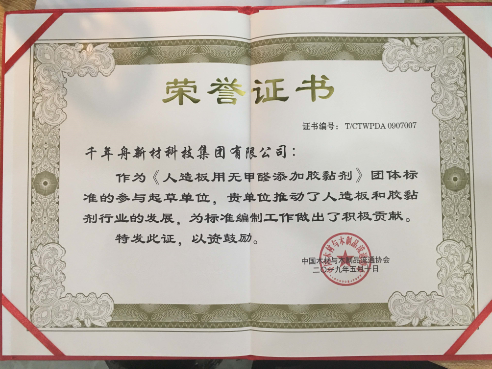 荣誉证书
证书编号: T/CTWPDA 0907007
千年舟新材科技集团有限公司：
作为《人造板用无甲醛添加胶黏剂》团体标
准的参与起草单位，贵单位推动了人造板和胶黏
剂行业的发展，为标准编制工作做出了积极贡献。
特发此证，以资鼓励。
中国木材与木制品流通协会
二〇一九年五月十日